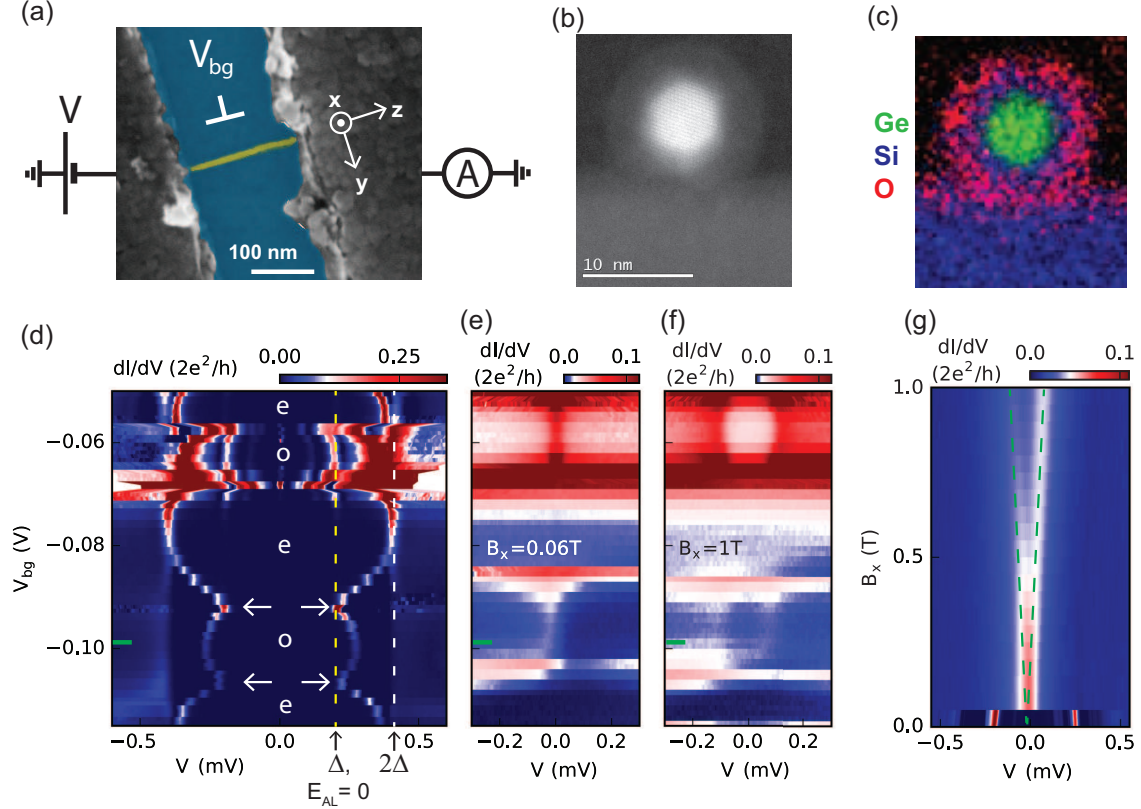 (a)
V_bg
V
x
z
y
A
100 nm
(b)
10 nm
(c)
Ge
Si
O
(d)
dI/dV (2e²/h)
0.00 0.25
e
o
e
o
e
−0.06
−0.08
−0.10
V_bg (V)
−0.5 0.0 0.5
V (mV)
Δ, 2Δ
E_AL = 0
(e)
dI/dV
(2e²/h)
0.0 0.1
B_x=0.06T
−0.2 0.0 0.2
V (mV)
(f)
dI/dV
(2e²/h)
0.0 0.1
B_x=1T
−0.2 0.0 0.2
V (mV)
(g)
dI/dV
(2e²/h)
0.0 0.1
1.0
0.5
0.0
B_x (T)
−0.5 0.0 0.5
V (mV)